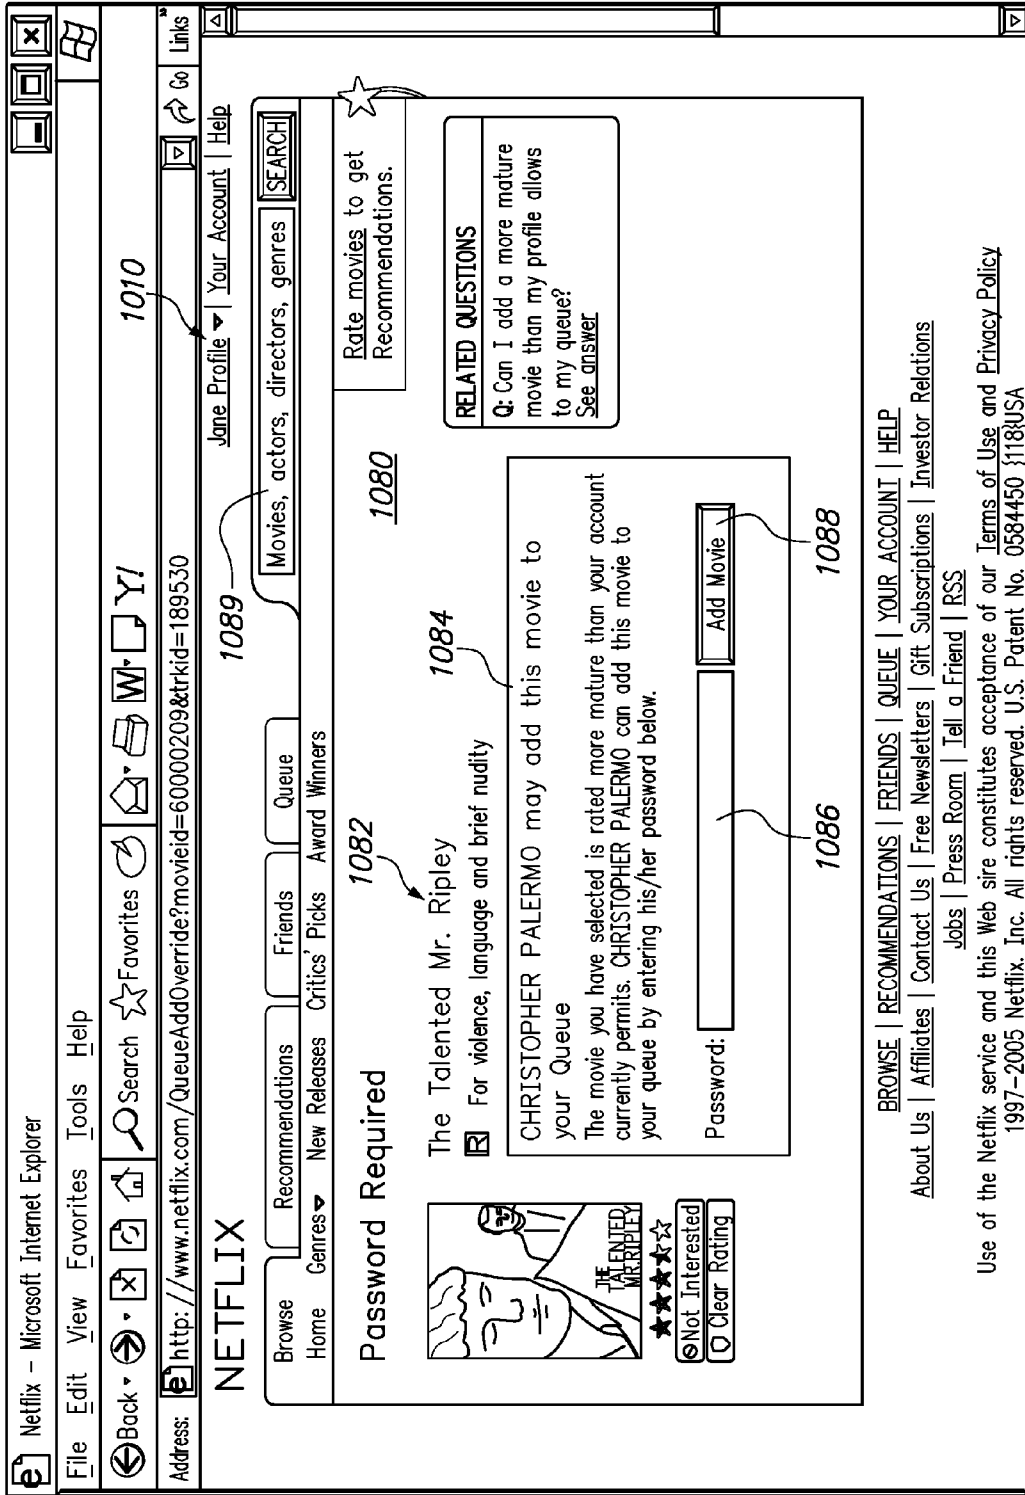 Netflix – Microsoft Internet Explorer
File Edit View Favorites Tools Help
Back Search Favorites W Y!
Address: http://www.netflix.com/QueueAddOverride?movieid=60000209&trkid=189530 Go Links »
1010
NETFLIX Jane Profile | Your Account | Help
1089
Browse Recommendations Friends Queue Movies, actors, directors, genres SEARCH
Home Genres New Releases Critics' Picks Award Winners
Password Required
Rate movies to get
Recommendations.
1080
1082
The Talented Mr. Ripley
R For violence, language and brief nudity
1084
THE
TALENTED
MR.RIPLEY
Not Interested
Clear Rating
CHRISTOPHER PALERMO may add this movie to
your Queue
The movie you have selected is rated more mature than your account
currently permits. CHRISTOPHER PALERMO can add this movie to
your queue by entering his/her password below.
Password: Add Movie
1086
1088
RELATED QUESTIONS
Q: Can I add a more mature
movie than my profile allows
to my queue?
See answer
BROWSE | RECOMMENDATIONS | FRIENDS | QUEUE | YOUR ACCOUNT | HELP
About Us | Affiliates | Contact Us | Free Newsletters | Gift Subscriptions | Investor Relations
Jobs | Press Room | Tell a Friend | RSS
Use of the Netflix service and this Web sire constitutes acceptance of our Terms of Use and Privacy Policy
1997–2005 Netflix. Inc. All rights reserved. U.S. Patent No. 0584450 }118}USA